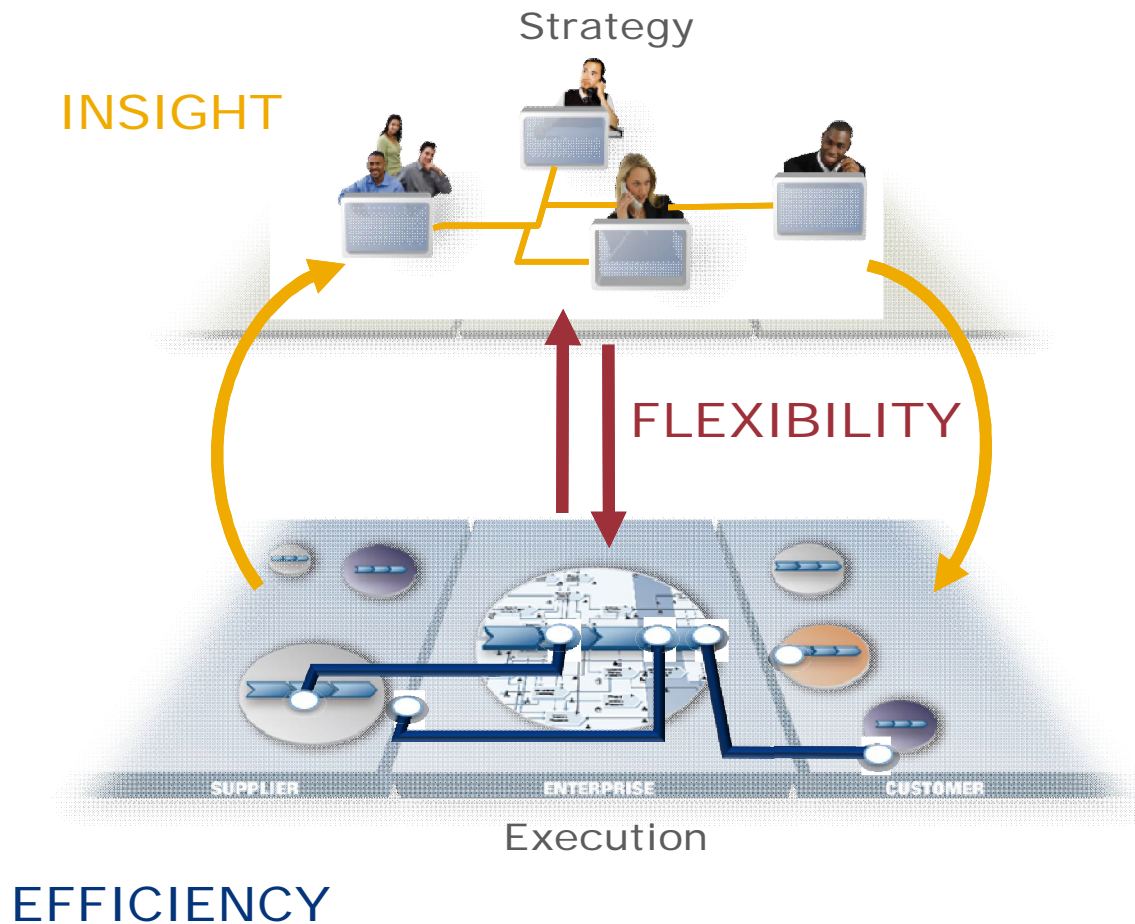 Strategy
INSIGHT
FLEXIBILITY
SUPPLIER
ENTERPRISE
CUSTOMER
Execution
EFFICIENCY